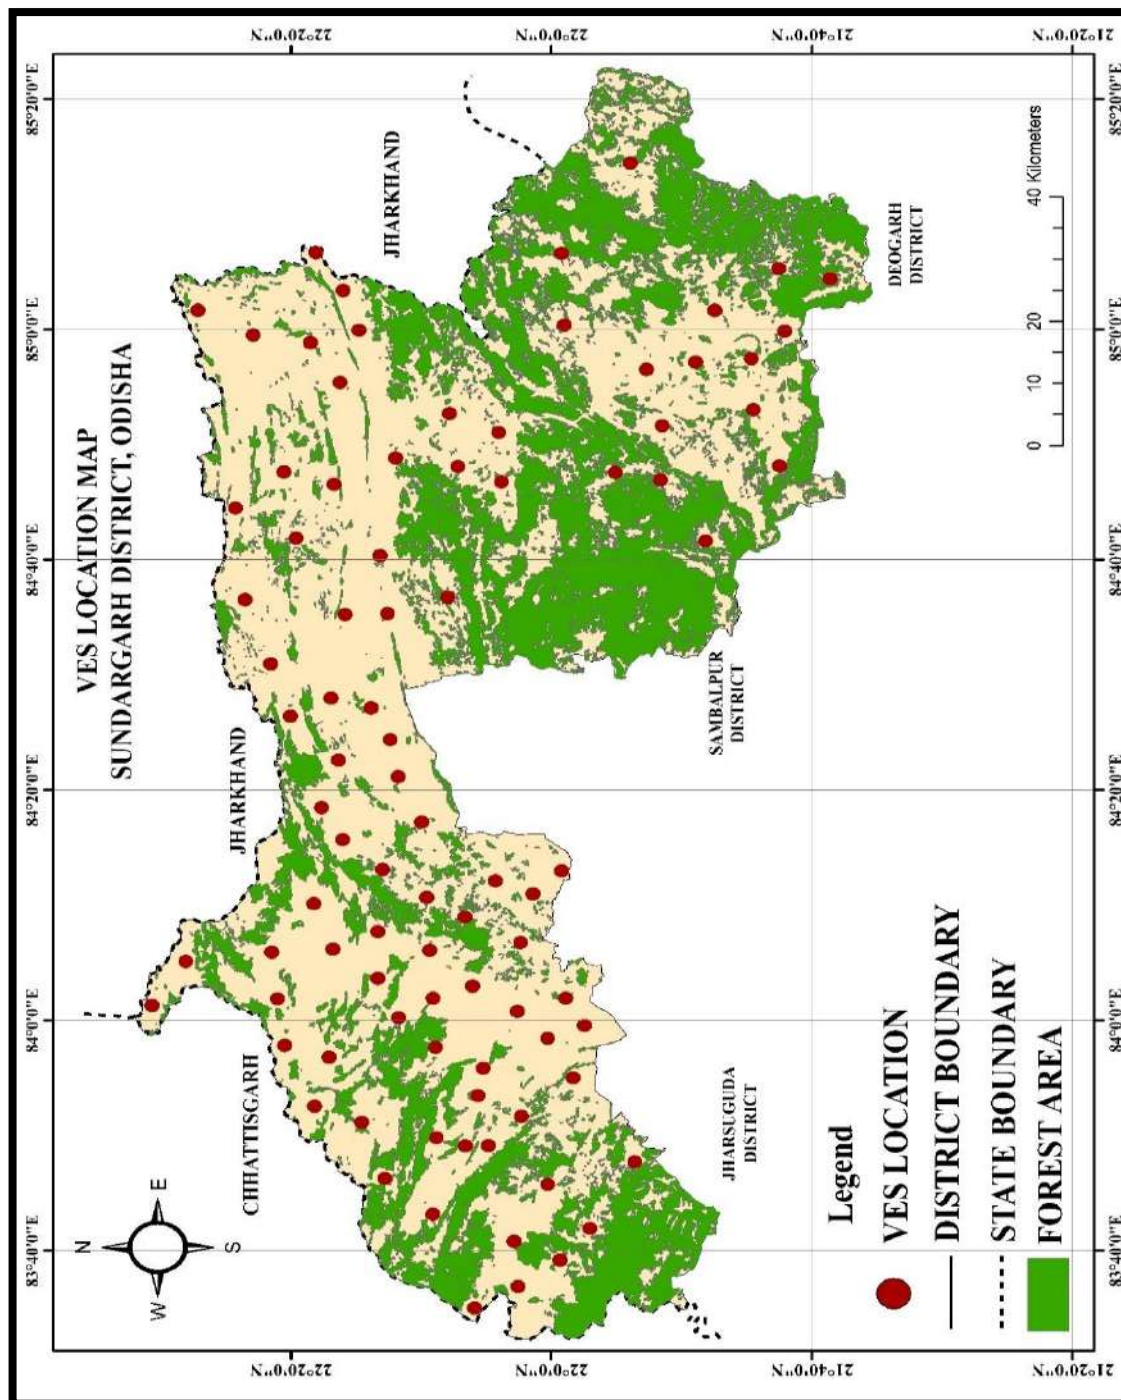 VES LOCATION MAP
SUNDARGARH DISTRICT, ODISHA
83°40'0"E
84°0'0"E
84°20'0"E
84°40'0"E
85°0'0"E
85°20'0"E
22°20'0"N
22°0'0"N
21°40'0"N
21°20'0"N
22°20'0"N
22°0'0"N
21°40'0"N
21°20'0"N
N
W
E
S
CHHATTISGARH
JHARKHAND
JHARKHAND
JHARSUGUDA
DISTRICT
SAMBALPUR
DISTRICT
DEOGARH
DISTRICT
Legend
VES LOCATION
DISTRICT BOUNDARY
STATE BOUNDARY
FOREST AREA
0 10 20 40 Kilometers
83°40'0"E
84°0'0"E
84°20'0"E
84°40'0"E
85°0'0"E
85°20'0"E